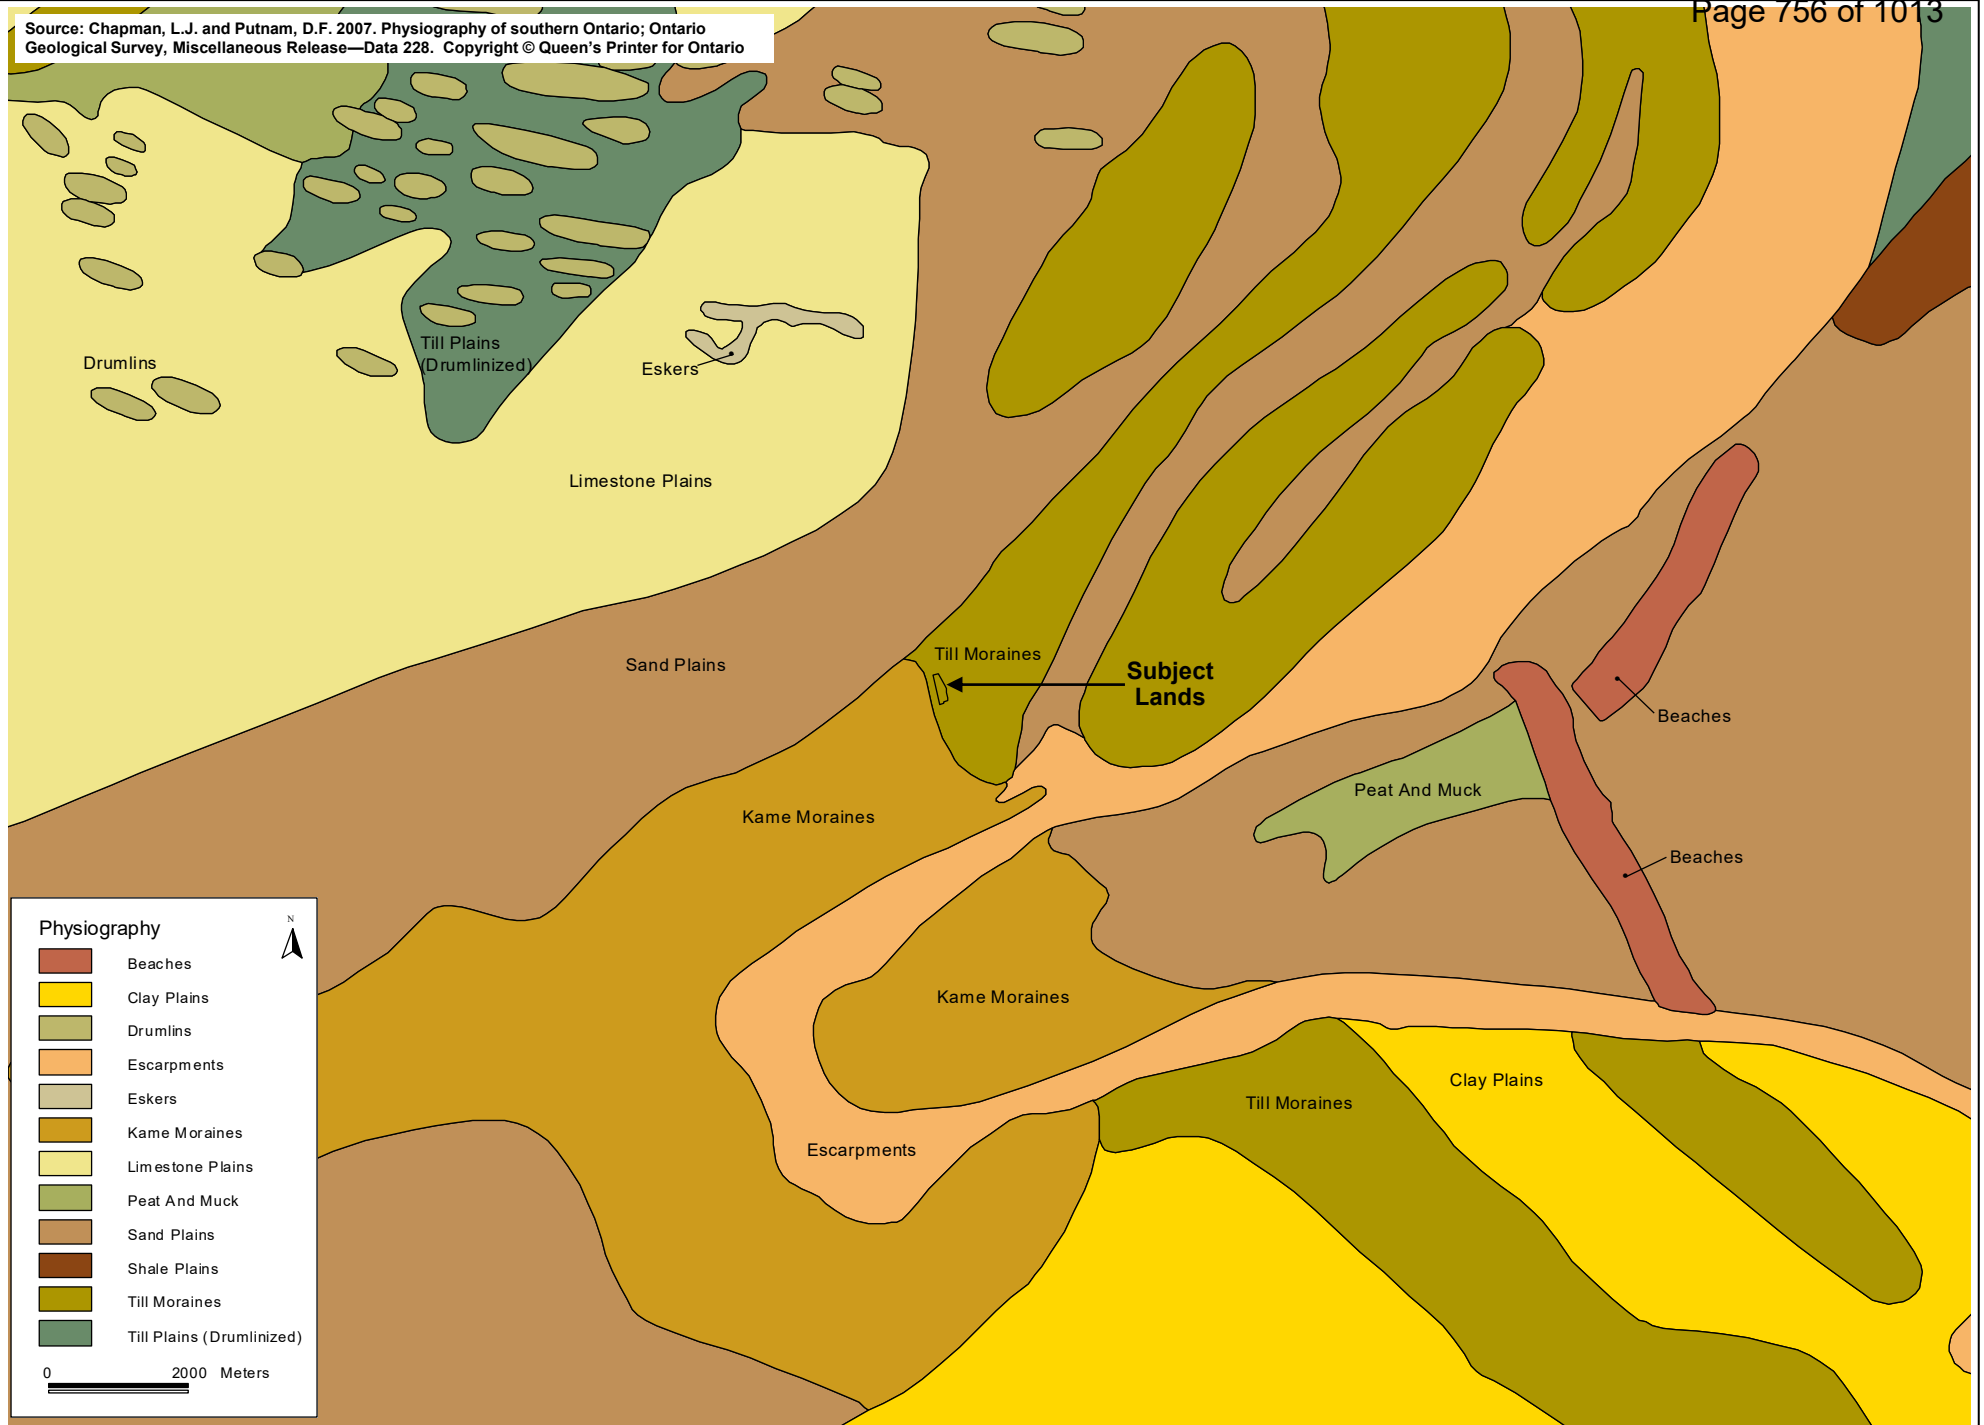 Page 756 of 1013
Source: Chapman, L.J. and Putnam, D.F. 2007. Physiography of southern Ontario; Ontario
Geological Survey, Miscellaneous Release—Data 228. Copyright © Queen's Printer for Ontario
Till Plains
(Drumlinized)
Drumlins
Eskers
Limestone Plains
Till Moraines
Sand Plains
Subject
Lands
Beaches
Peat And Muck
Kame Moraines
Beaches
Kame Moraines
Clay Plains
Till Moraines
Escarpments
Physiography
N
Beaches
Clay Plains
Drumlins
Escarpments
Eskers
Kame Moraines
Limestone Plains
Peat And Muck
Sand Plains
Shale Plains
Till Moraines
Till Plains (Drumlinized)
0 2000 Meters